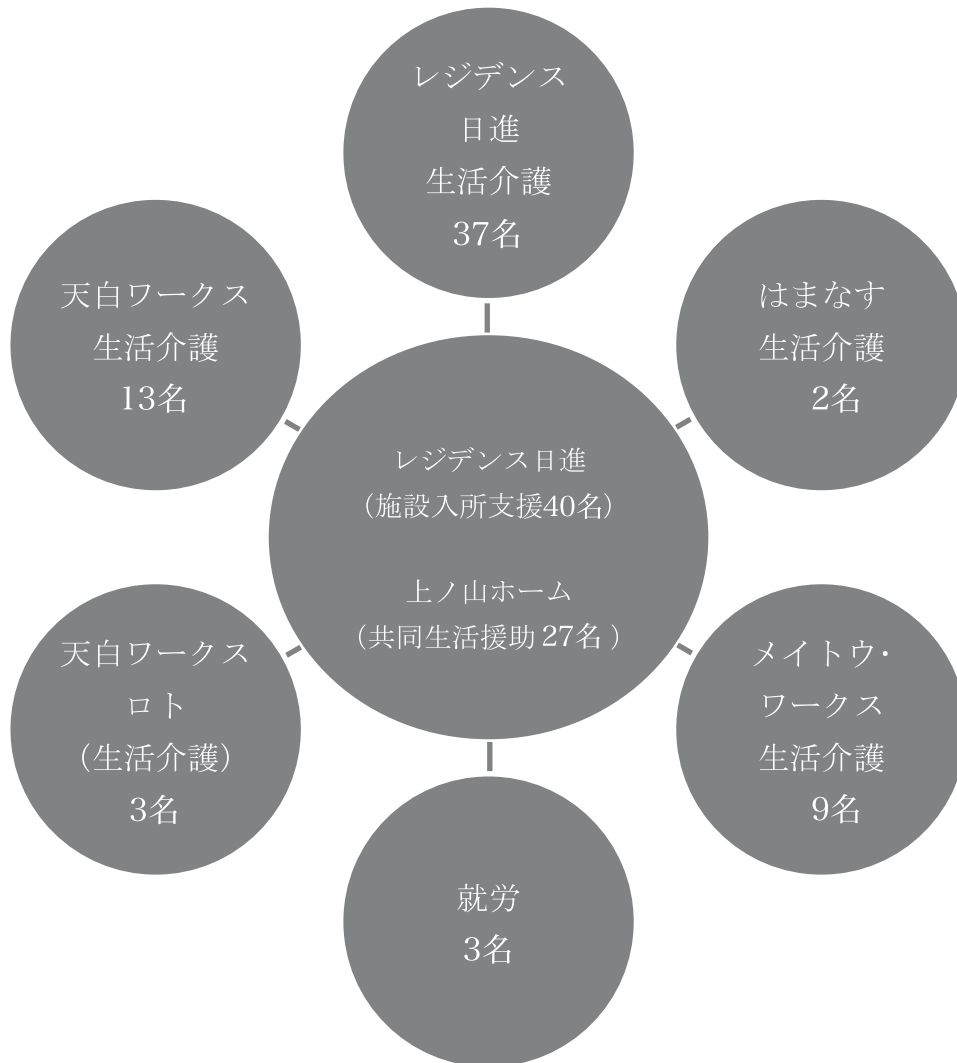 レジデンス
日進
生活介護
37名
はまなす
生活介護
2名
メイトウ・
ワークス
生活介護
9名
就労
3名
天白ワークス
ロト
（生活介護）
3名
天白ワークス
生活介護
13名
レジデンス日進
（施設入所支援40名）
上ノ山ホーム
（共同生活援助 27名 ）